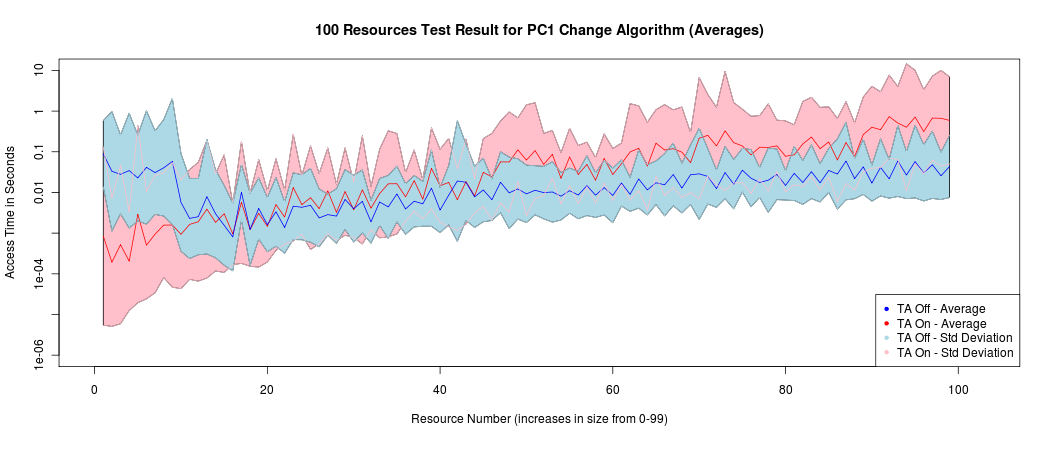 100 Resources Test Result for PC1 Change Algorithm (Averages)
Access Time in Seconds
10
1
0.1
0.01
1e-04
1e-06
0
20
40
60
80
100
Resource Number (increases in size from 0-99)
TA Off - Average
TA On - Average
TA Off - Std Deviation
TA On - Std Deviation